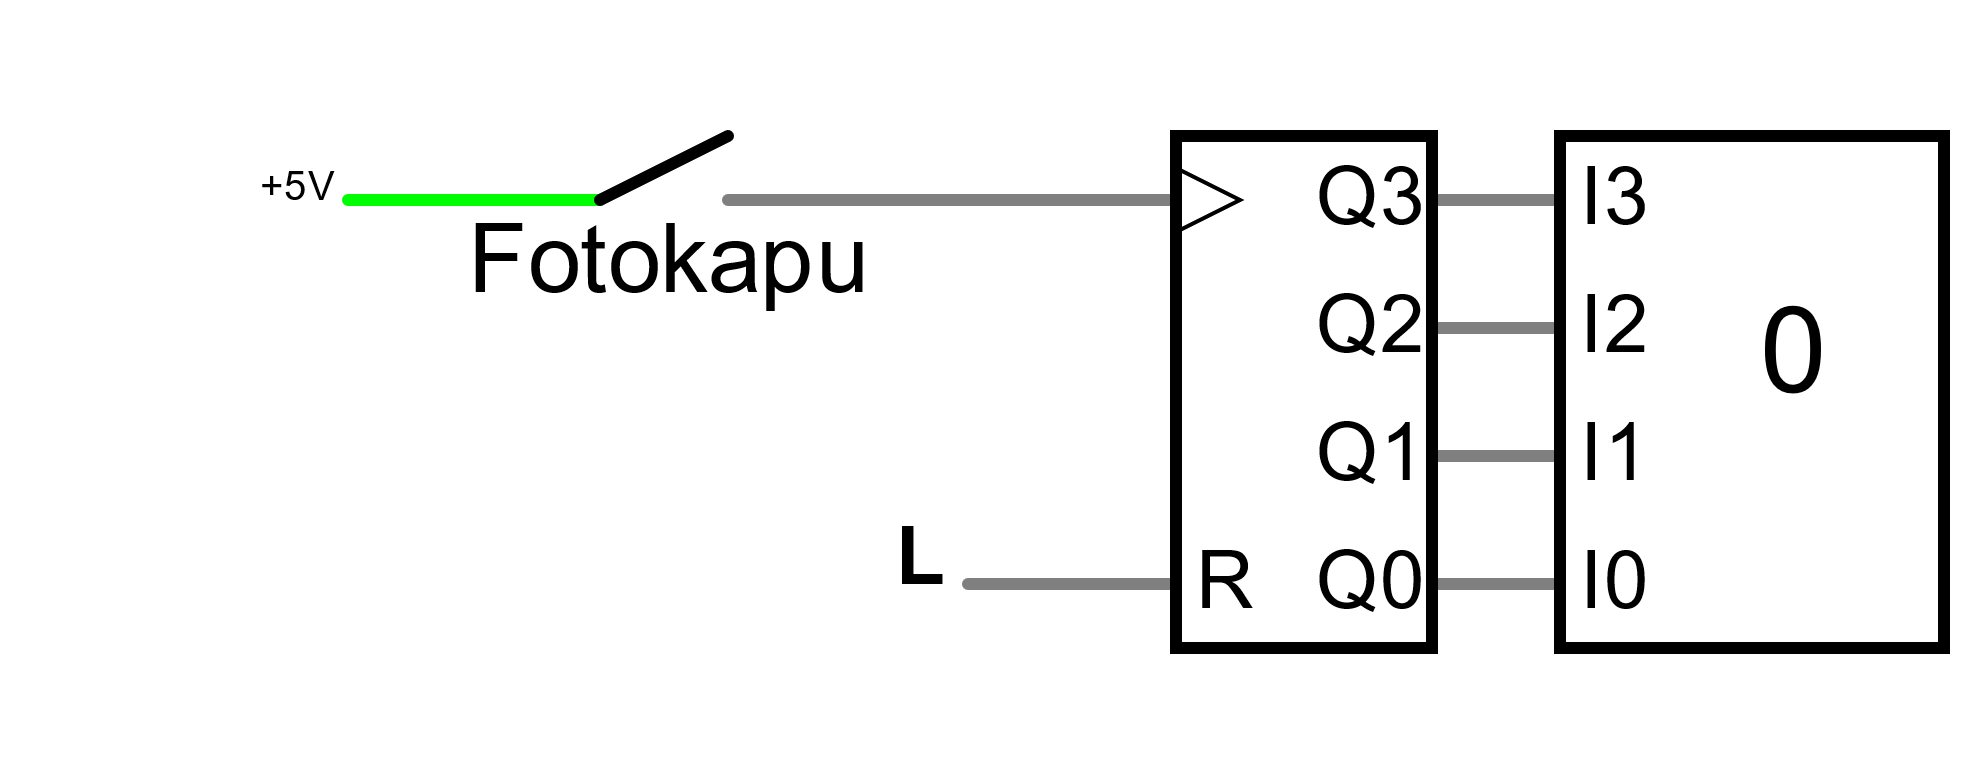 +5V
Fotokapu
Q3 I3
Q2 I2
0
Q1 I1
L
R Q0 I0